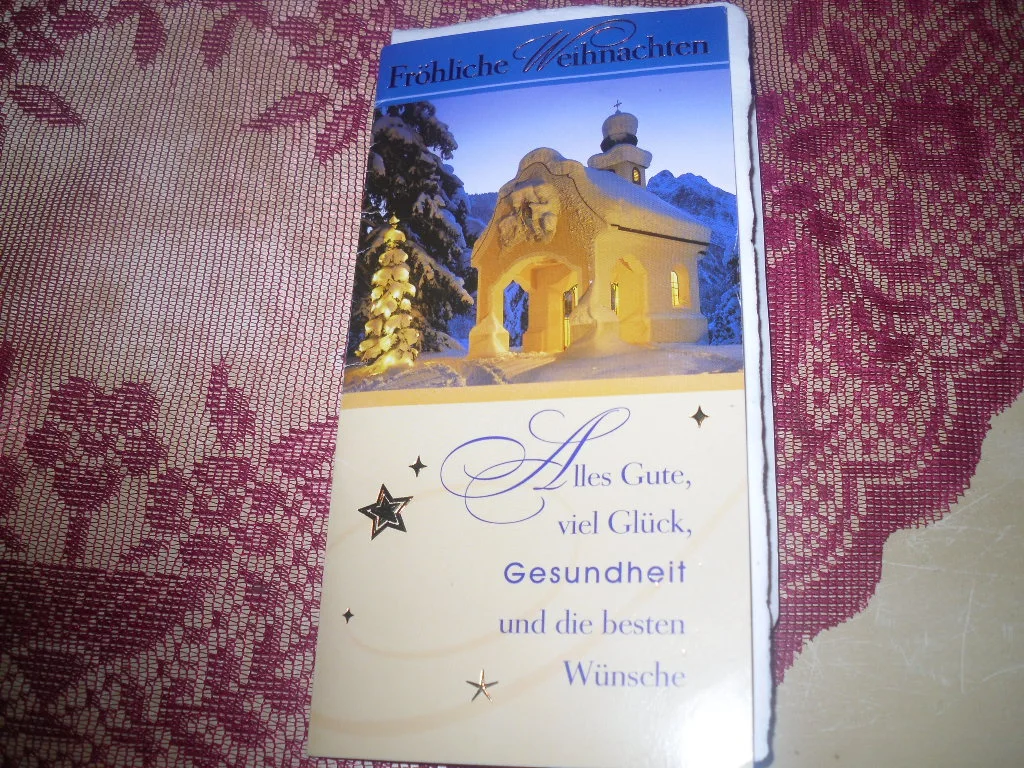 Fröhliche Weihnachten
Alles Gute,
viel Glück,
Gesundheit
und die besten
Wünsche